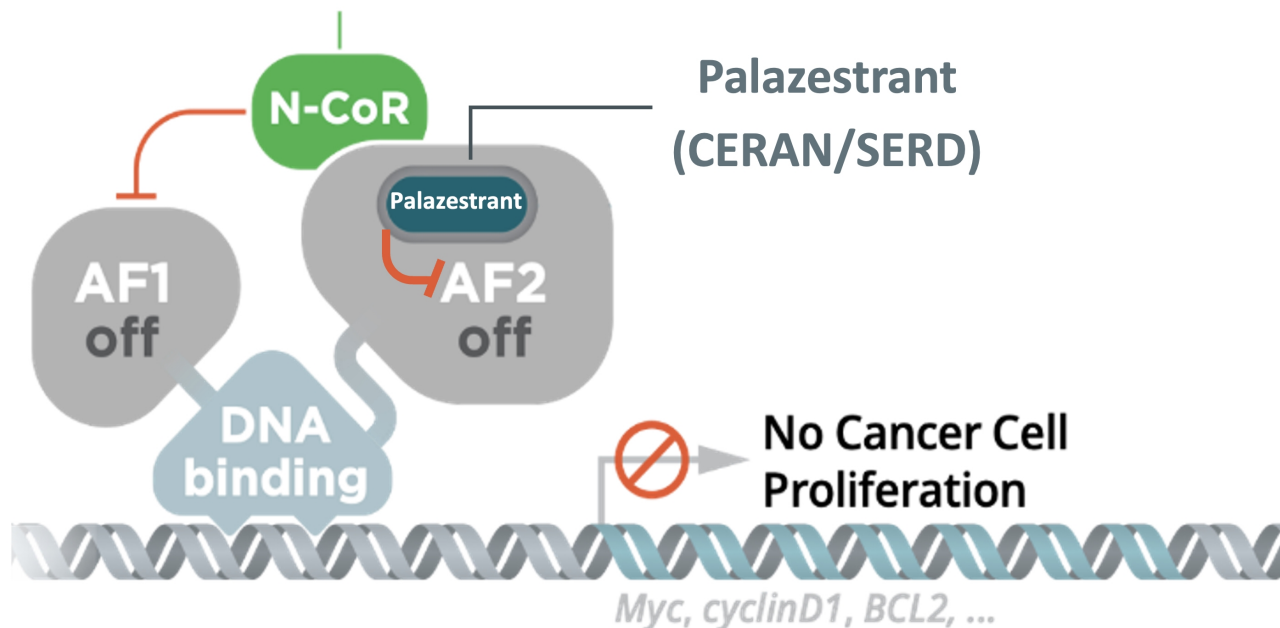 N-CoR
Palazestrant
(CERAN/SERD)
Palazestrant
AF1
off
AF2
off
DNA
binding
No Cancer Cell
Proliferation
Myc, cyclinD1, BCL2, ...